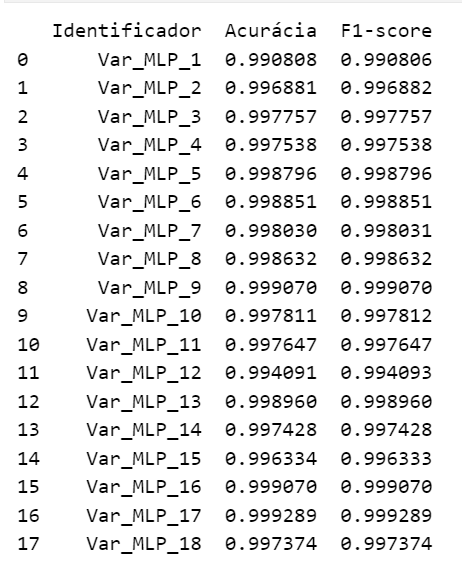 Identificador Acurácia F1-score
0 Var_MLP_1 0.990808 0.990806
1 Var_MLP_2 0.996881 0.996882
2 Var_MLP_3 0.997757 0.997757
3 Var_MLP_4 0.997538 0.997538
4 Var_MLP_5 0.998796 0.998796
5 Var_MLP_6 0.998851 0.998851
6 Var_MLP_7 0.998030 0.998031
7 Var_MLP_8 0.998632 0.998632
8 Var_MLP_9 0.999070 0.999070
9 Var_MLP_10 0.997811 0.997812
10 Var_MLP_11 0.997647 0.997647
11 Var_MLP_12 0.994091 0.994093
12 Var_MLP_13 0.998960 0.998960
13 Var_MLP_14 0.997428 0.997428
14 Var_MLP_15 0.996334 0.996333
15 Var_MLP_16 0.999070 0.999070
16 Var_MLP_17 0.999289 0.999289
17 Var_MLP_18 0.997374 0.997374